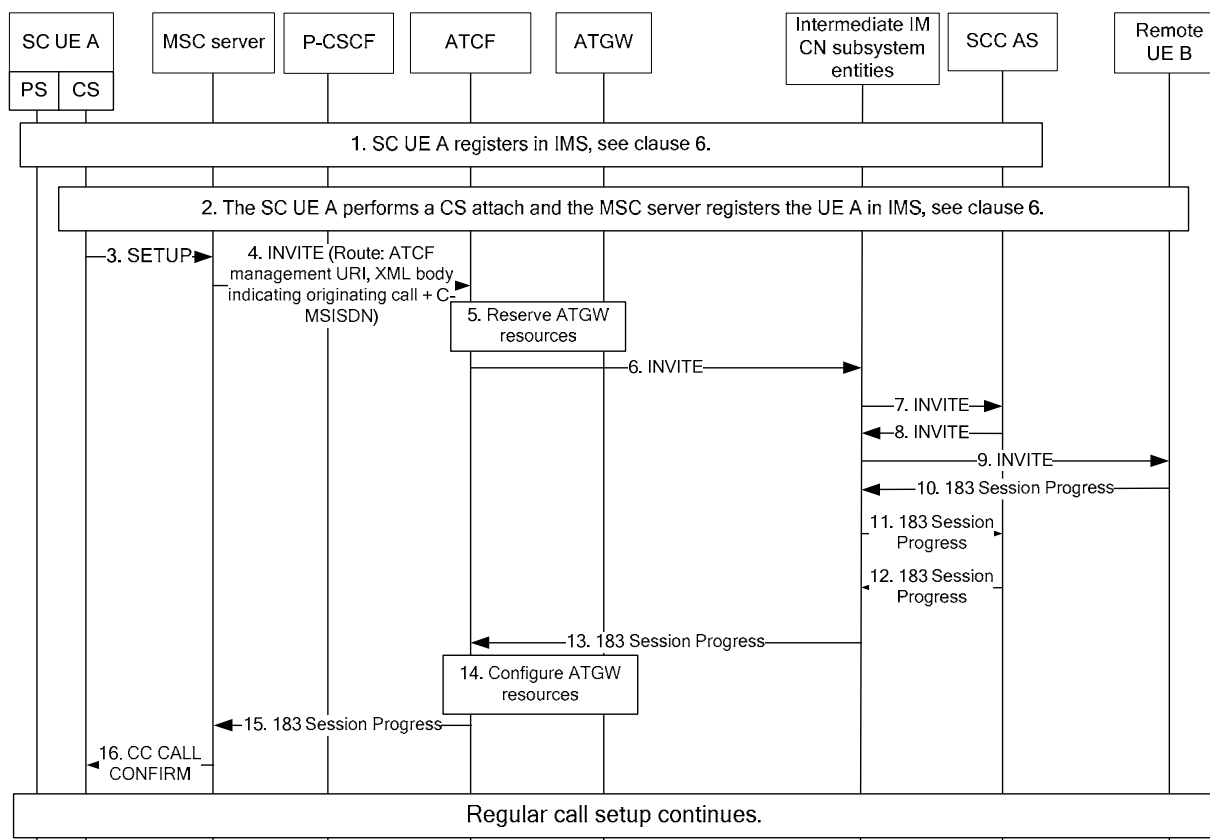 SC UE A
MSC server
P-CSCF
ATCF
ATGW
Intermediate IM
CN subsystem
entities
SCC AS
Remote
UE B
PS
CS
1. SC UE A registers in IMS, see clause 6.
2. The SC UE A performs a CS attach and the MSC server registers the UE A in IMS, see clause 6.
3. SETUP
4. INVITE (Route: ATCF
management URI, XML body
indicating originating call + C-
MSISDN)
5. Reserve ATGW
resources
6. INVITE
7. INVITE
8. INVITE
9. INVITE
10. 183 Session Progress
11. 183 Session
Progress
12. 183 Session
Progress
13. 183 Session Progress
14. Configure ATGW
resources
15. 183 Session Progress
16. CC CALL
CONFIRM
Regular call setup continues.